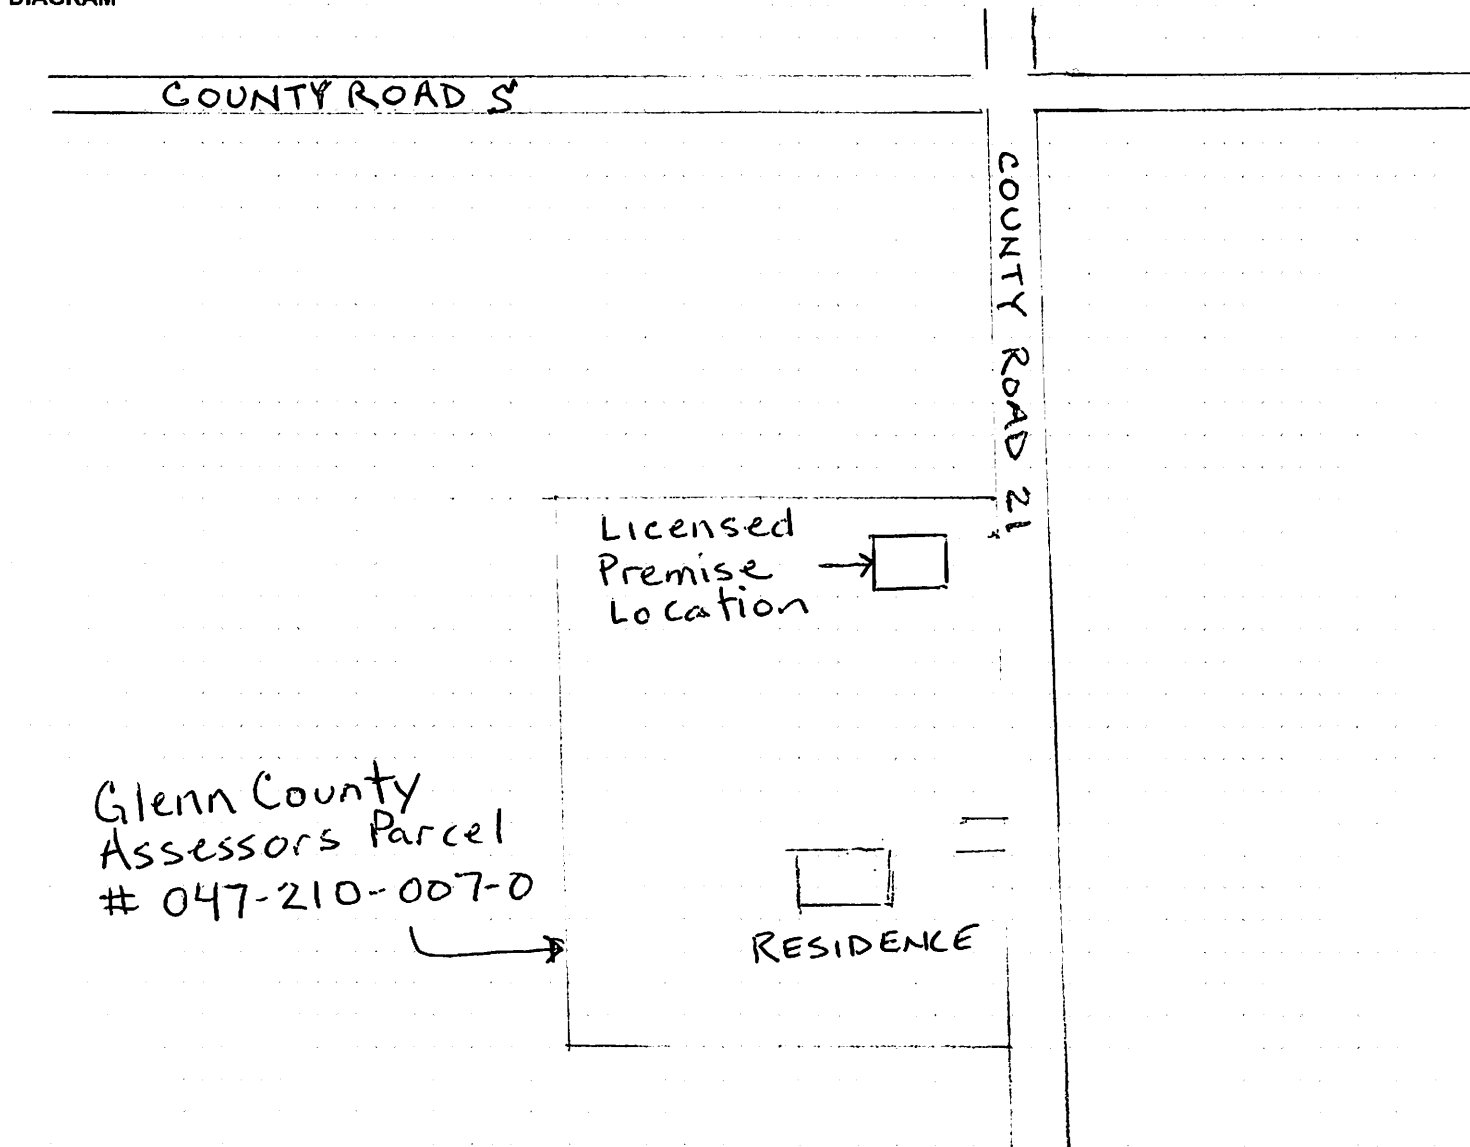 DIAGRAM
COUNTY ROAD S
COUNTY ROAD 21
Licensed
Premise
Location
Glenn County
Assessors Parcel
# 047-210-007-0
RESIDENCE